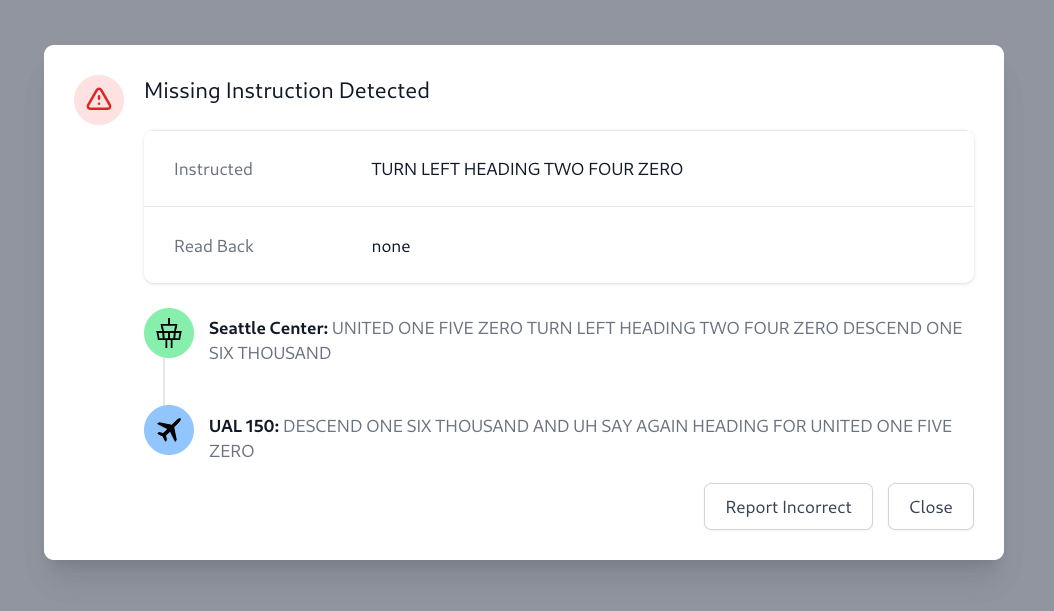 Missing Instruction Detected
Instructed TURN LEFT HEADING TWO FOUR ZERO
Read Back none
Seattle Center: UNITED ONE FIVE ZERO TURN LEFT HEADING TWO FOUR ZERO DESCEND ONE
SIX THOUSAND
UAL 150: DESCEND ONE SIX THOUSAND AND UH SAY AGAIN HEADING FOR UNITED ONE FIVE
ZERO
Report Incorrect Close